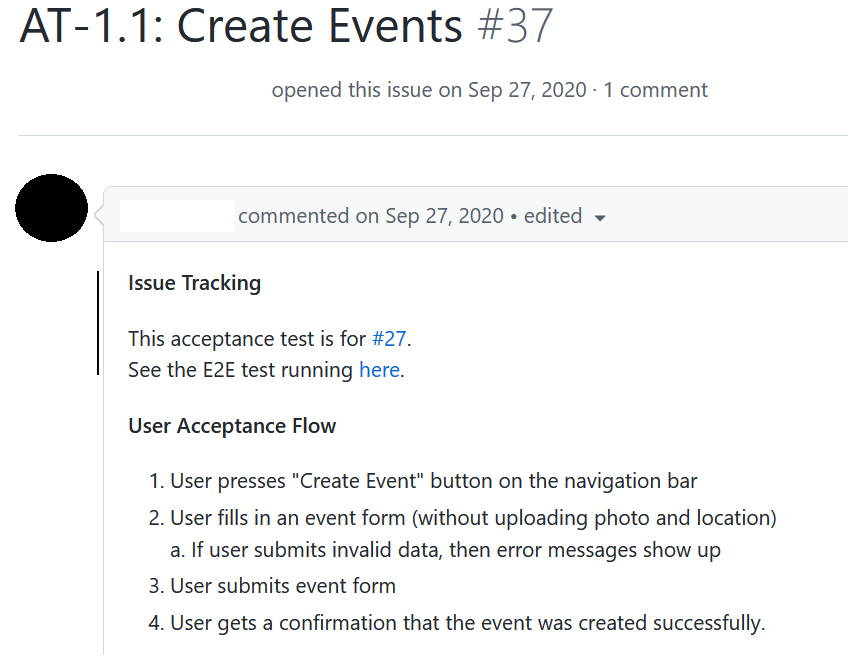 AT-1.1: Create Events #37
opened this issue on Sep 27, 2020 · 1 comment
commented on Sep 27, 2020 • edited
Issue Tracking
This acceptance test is for #27.
See the E2E test running here.
User Acceptance Flow
1. User presses "Create Event" button on the navigation bar
2. User fills in an event form (without uploading photo and location)
a. If user submits invalid data, then error messages show up
3. User submits event form
4. User gets a confirmation that the event was created successfully.